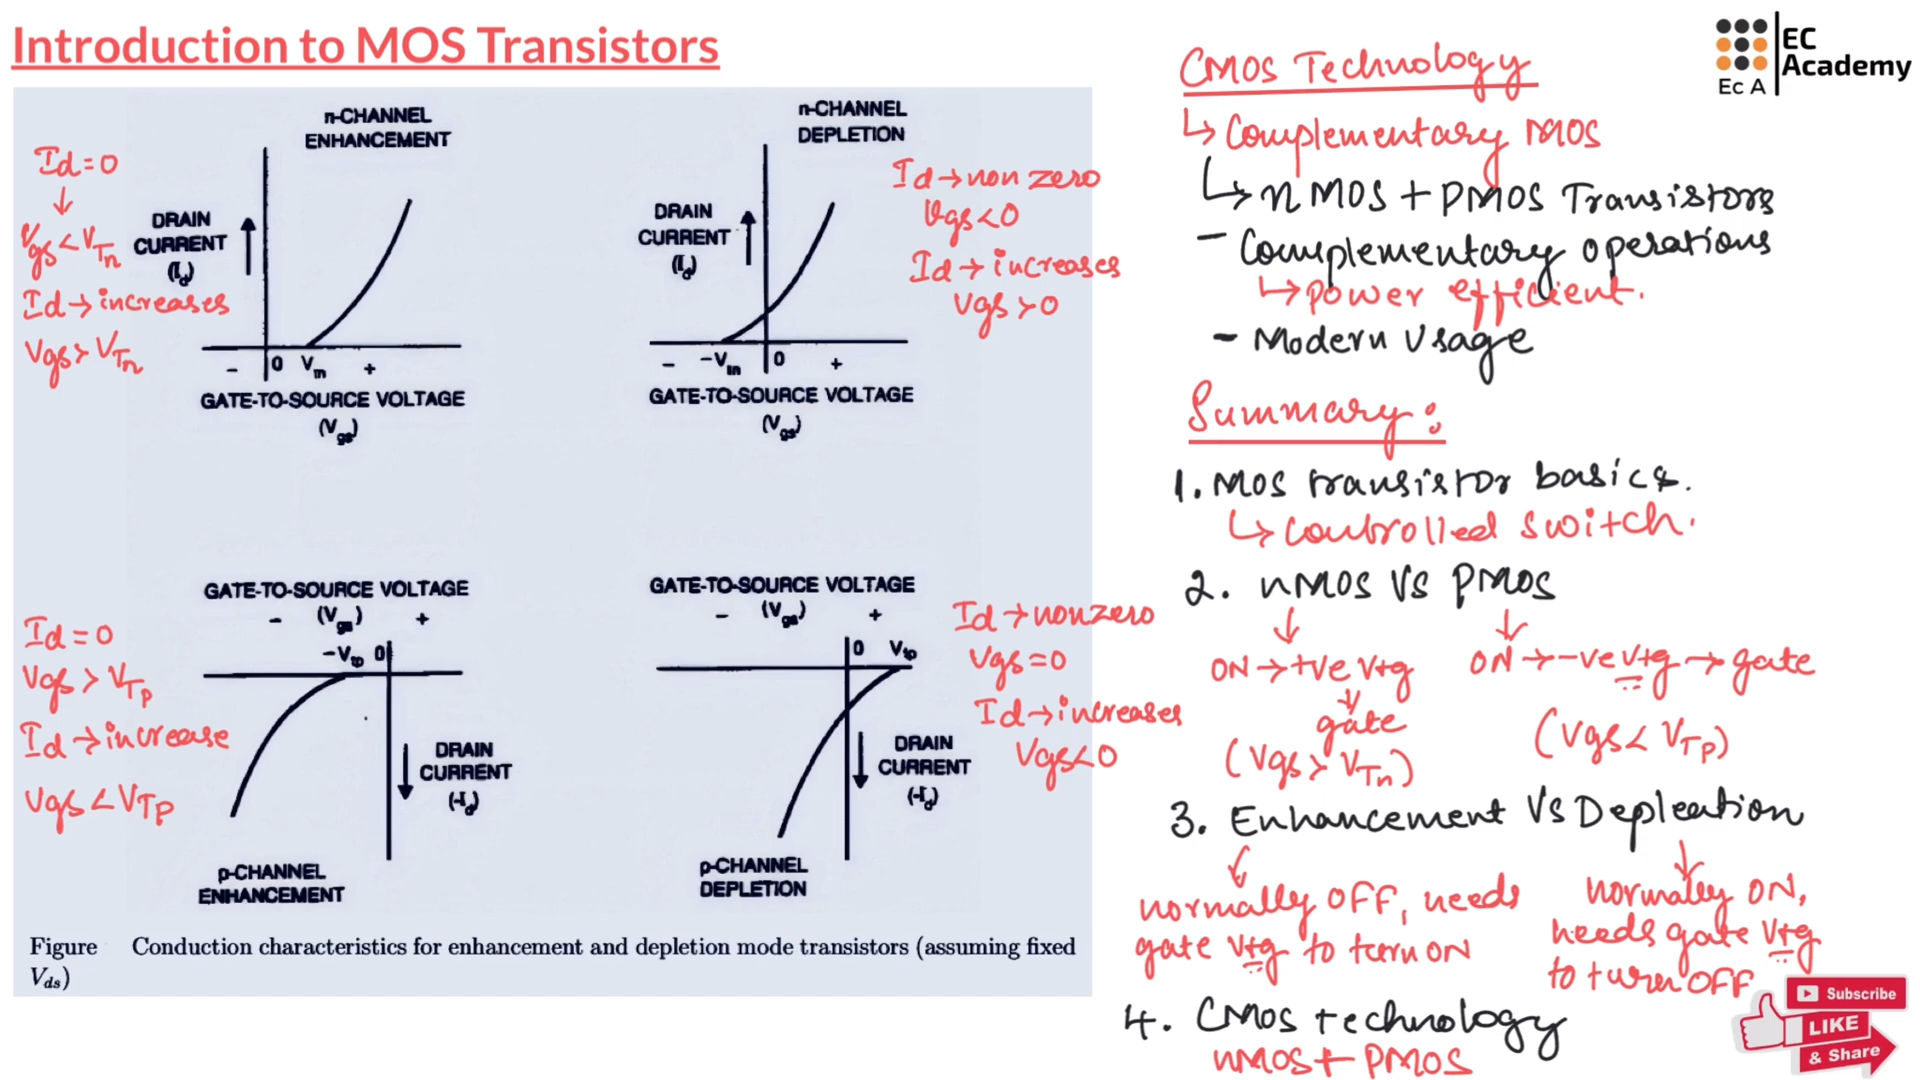 Introduction to MOS Transistors
EC
Academy
Ec A
n-CHANNEL
ENHANCEMENT
Id=0
↓
Vgs<VTn
Id→increases
Vgs>VTn
DRAIN
CURRENT
(Id)
- 0 Vtn +
GATE-TO-SOURCE VOLTAGE
(Vgs)
n-CHANNEL
DEPLETION
Id→non zero
Vgs<0
Id→increases
Vgs>0
DRAIN
CURRENT
(Id)
- -Vtn 0 +
GATE-TO-SOURCE VOLTAGE
(Vgs)
GATE-TO-SOURCE VOLTAGE
- (Vgs) +
-Vtp 0
Id=0
Vgs>VTp
Id→increase
Vgs<VTp
DRAIN
CURRENT
(-Id)
p-CHANNEL
ENHANCEMENT
GATE-TO-SOURCE VOLTAGE
- (Vgs) +
0 Vtp
Id→nonzero
Vgs=0
Id→increases
Vgs<0
DRAIN
CURRENT
(-Id)
p-CHANNEL
DEPLETION
Figure Conduction characteristics for enhancement and depletion mode transistors (assuming fixed
Vds)
CMOS Technology
↳ Complementary MOS
↳ nMOS + PMOS Transistors
- Complementary operations
↳ power efficient.
- Modern Usage
Summary:
1. MOS transistor basics.
↳ controlled switch.
2. nMOS Vs PMOS
ON→+ve Vtg
gate
(Vgs>VTn)
ON→-ve Vtg→gate
(Vgs<VTp)
3. Enhancement Vs Depleation
normally OFF, needs
gate Vtg to turn ON
normally ON,
needs gate Vtg
to turn OFF
4. CMOS technology
nMOS+PMOS
Subscribe
LIKE
& Share